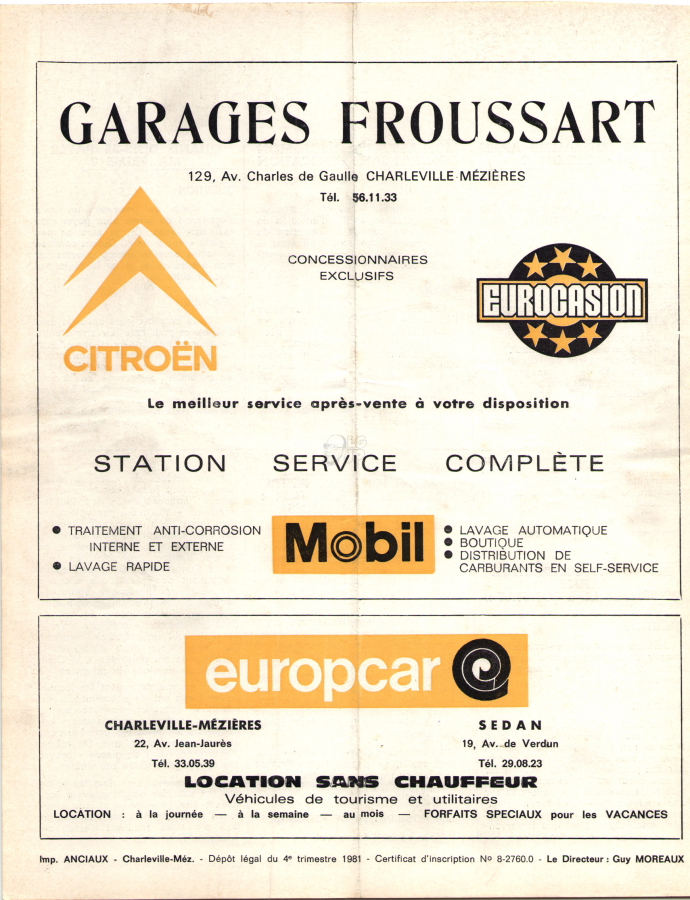 GARAGES FROUSSART
129, Av. Charles de Gaulle CHARLEVILLE-MÉZIÈRES
Tél. 56.11.33
CONCESSIONNAIRES
EXCLUSIFS
CITROËN
EUROCASION
Le meilleur service après-vente à votre disposition
STATION SERVICE COMPLÈTE
● TRAITEMENT ANTI-CORROSION
INTERNE ET EXTERNE
● LAVAGE RAPIDE
Mobil
● LAVAGE AUTOMATIQUE
● BOUTIQUE
● DISTRIBUTION DE
CARBURANTS EN SELF-SERVICE
europcar
CHARLEVILLE-MÉZIÈRES
22, Av. Jean-Jaurès
Tél. 33.05.39
SEDAN
19, Av. de Verdun
Tél. 29.08.23
LOCATION SANS CHAUFFEUR
Véhicules de tourisme et utilitaires
LOCATION : à la journée — à la semaine — au mois — FORFAITS SPECIAUX pour les VACANCES
Imp. ANCIAUX - Charleville-Méz. - Dépôt légal du 4e trimestre 1981 - Certificat d'inscription No 8-2760.0 - Le Directeur : Guy MOREAUX